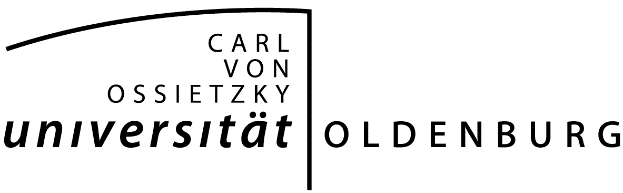 CARL
VON
OSSIETZKY
universität OLDENBURG